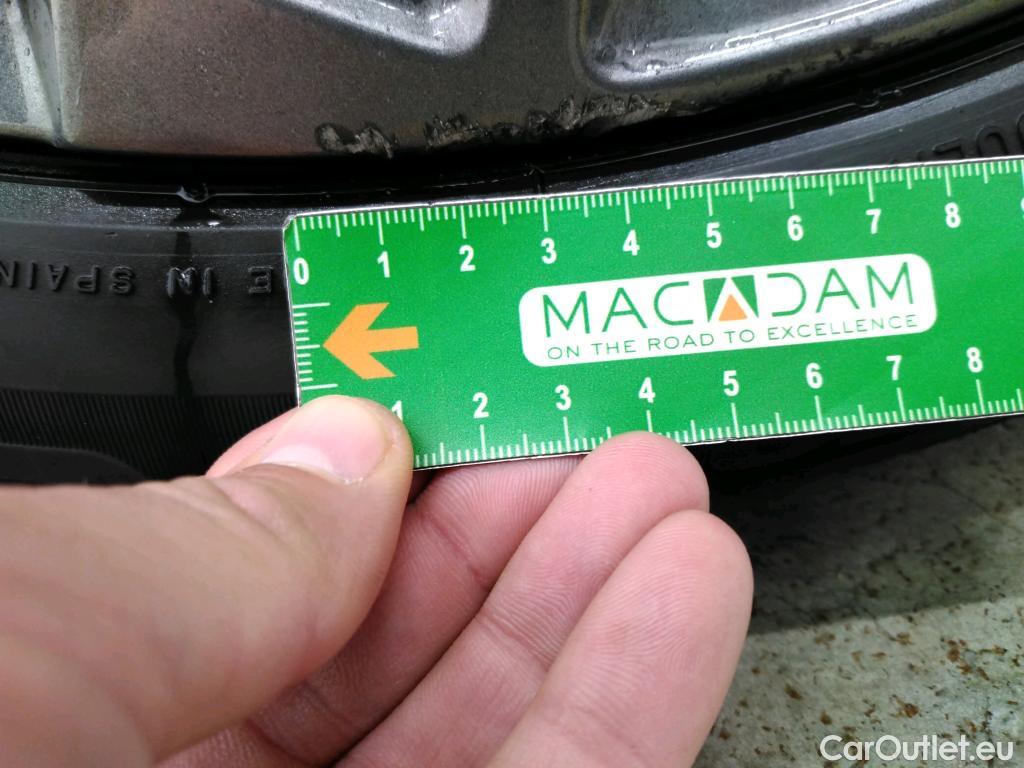 0 1 2 3 4 5 6 7 8
MACADAM
ON THE ROAD TO EXCELLENCE
1 2 3 4 5 6 7 8
E IN SPAIN
CarOutlet.eu